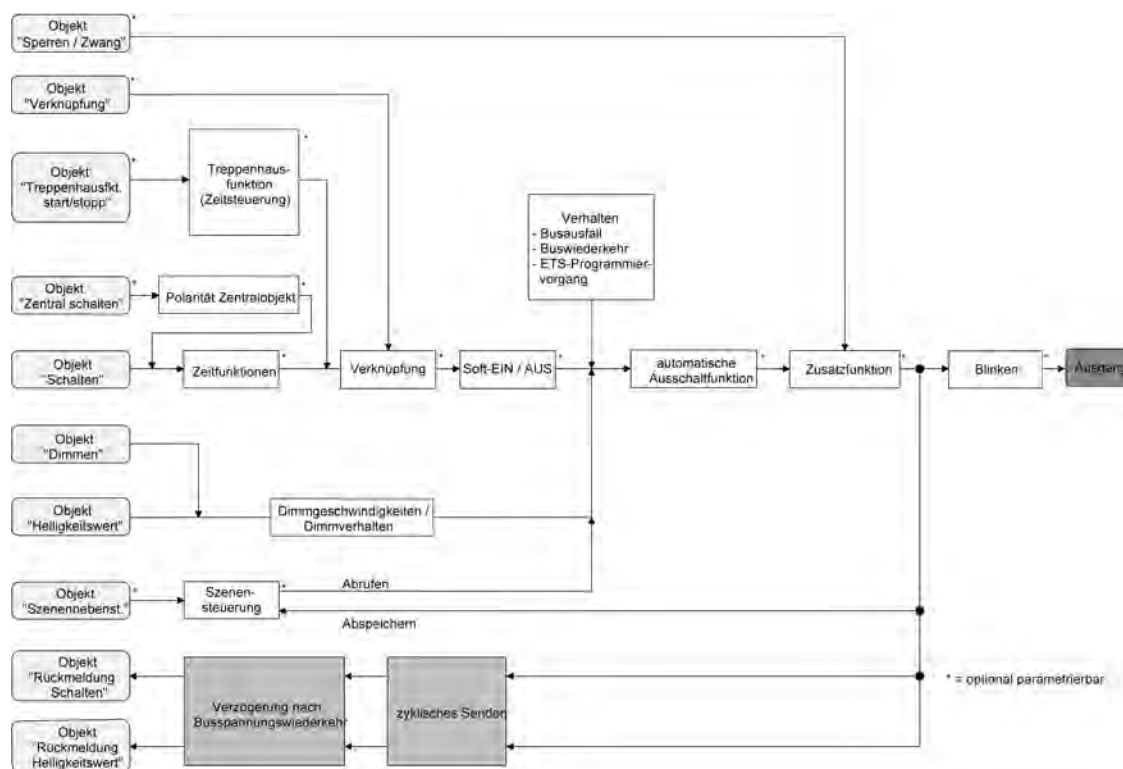 Objekt
"Sperren / Zwang"
*
Objekt
"Verknüpfung"
*
Objekt
"Treppenhausfkt.
start/stopp"
*
Treppenhaus-
funktion
(Zeitsteuerung)
*
Verhalten
- Busausfall
- Buswiederkehr
- ETS-Programmier-
vorgang
Objekt
"Zentral schalten"
*
Polarität Zentralobjekt
*
Objekt
"Schalten"
Zeitfunktionen
*
Verknüpfung
*
Soft-EIN / AUS
*
automatische
Ausschaltfunktion
*
Zusatzfunktion
*
Blinken
*
Ausgang
Objekt
"Dimmen"
Objekt
"Helligkeitswert"
Dimmgeschwindigkeiten /
Dimmverhalten
Objekt
"Szenennebenst."
*
Szenen-
steuerung
*
Abrufen
Abspeichern
Objekt
"Rückmeldung
Schalten"
Verzögerung nach
Busspannungswiederkehr
zyklisches Senden
* = optional parametrierbar
Objekt
"Rückmeldung
Helligkeitswert"